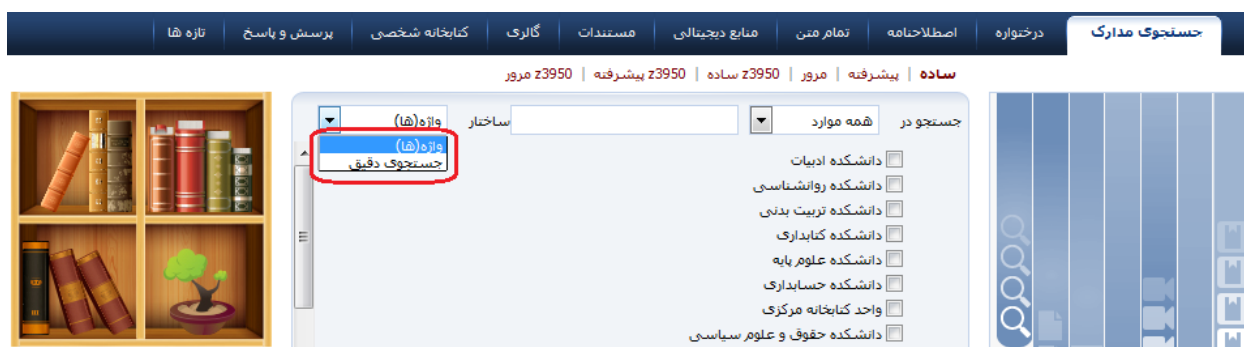 جستجوی مدارک درختواره اصطلاحنامه تمام متن منابع دیجیتالی مستندات گالری کتابخانه شخصی پرسش و پاسخ تازه ها
ساده | پیشرفته | مرور | z3950 ساده | z3950 پیشرفته | z3950 مرور
جستجو در همه موارد ساختار واژه(ها)
واژه(ها)
جستجوی دقیق
دانشکده ادبیات
دانشکده روانشناسی
دانشکده تربیت بدنی
دانشکده کتابداری
دانشکده علوم پایه
دانشکده حسابداری
واحد کتابخانه مرکزی
دانشکده حقوق و علوم سیاسی